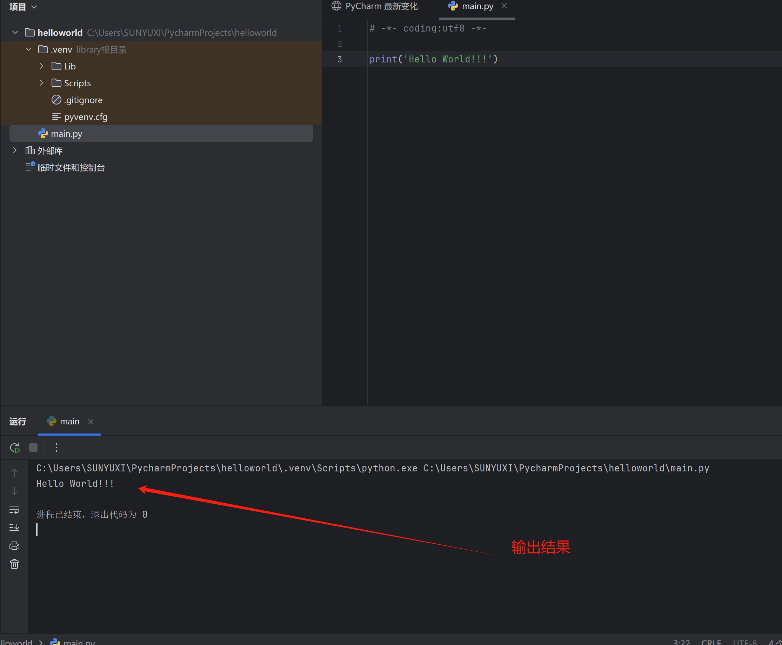 项目
PyCharm 最新变化
main.py
helloworld C:\Users\SUNYUXI\PycharmProjects\helloworld
.venv library根目录
Lib
Scripts
.gitignore
pyvenv.cfg
main.py
外部库
临时文件和控制台
1 # -*- coding:utf8 -*-
2
3 print('Hello World!!!')
运行
main
C:\Users\SUNYUXI\PycharmProjects\helloworld\.venv\Scripts\python.exe C:\Users\SUNYUXI\PycharmProjects\helloworld\main.py
Hello World!!!
进程已结束，退出代码为 0
输出结果
lloworld > main.py
3:22 CRLF UTF-8 4 个